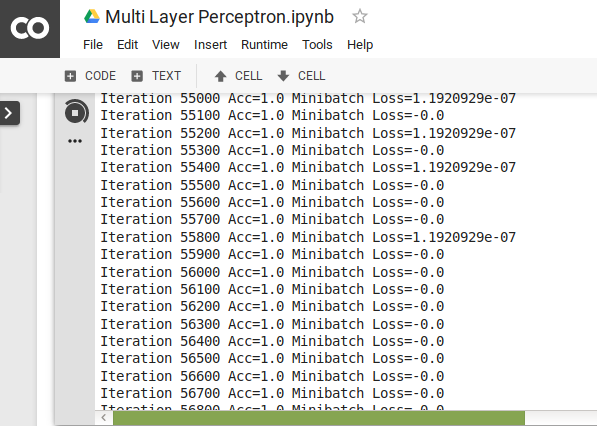 CO
Multi Layer Perceptron.ipynb
File Edit View Insert Runtime Tools Help
CODE TEXT CELL CELL
Iteration 55000 Acc=1.0 Minibatch Loss=1.1920929e-07
Iteration 55100 Acc=1.0 Minibatch Loss=-0.0
Iteration 55200 Acc=1.0 Minibatch Loss=1.1920929e-07
Iteration 55300 Acc=1.0 Minibatch Loss=-0.0
Iteration 55400 Acc=1.0 Minibatch Loss=1.1920929e-07
Iteration 55500 Acc=1.0 Minibatch Loss=-0.0
Iteration 55600 Acc=1.0 Minibatch Loss=-0.0
Iteration 55700 Acc=1.0 Minibatch Loss=-0.0
Iteration 55800 Acc=1.0 Minibatch Loss=1.1920929e-07
Iteration 55900 Acc=1.0 Minibatch Loss=-0.0
Iteration 56000 Acc=1.0 Minibatch Loss=-0.0
Iteration 56100 Acc=1.0 Minibatch Loss=-0.0
Iteration 56200 Acc=1.0 Minibatch Loss=-0.0
Iteration 56300 Acc=1.0 Minibatch Loss=-0.0
Iteration 56400 Acc=1.0 Minibatch Loss=-0.0
Iteration 56500 Acc=1.0 Minibatch Loss=-0.0
Iteration 56600 Acc=1.0 Minibatch Loss=-0.0
Iteration 56700 Acc=1.0 Minibatch Loss=-0.0
Iteration 56800 Acc=1.0 Minibatch Loss=-0.0